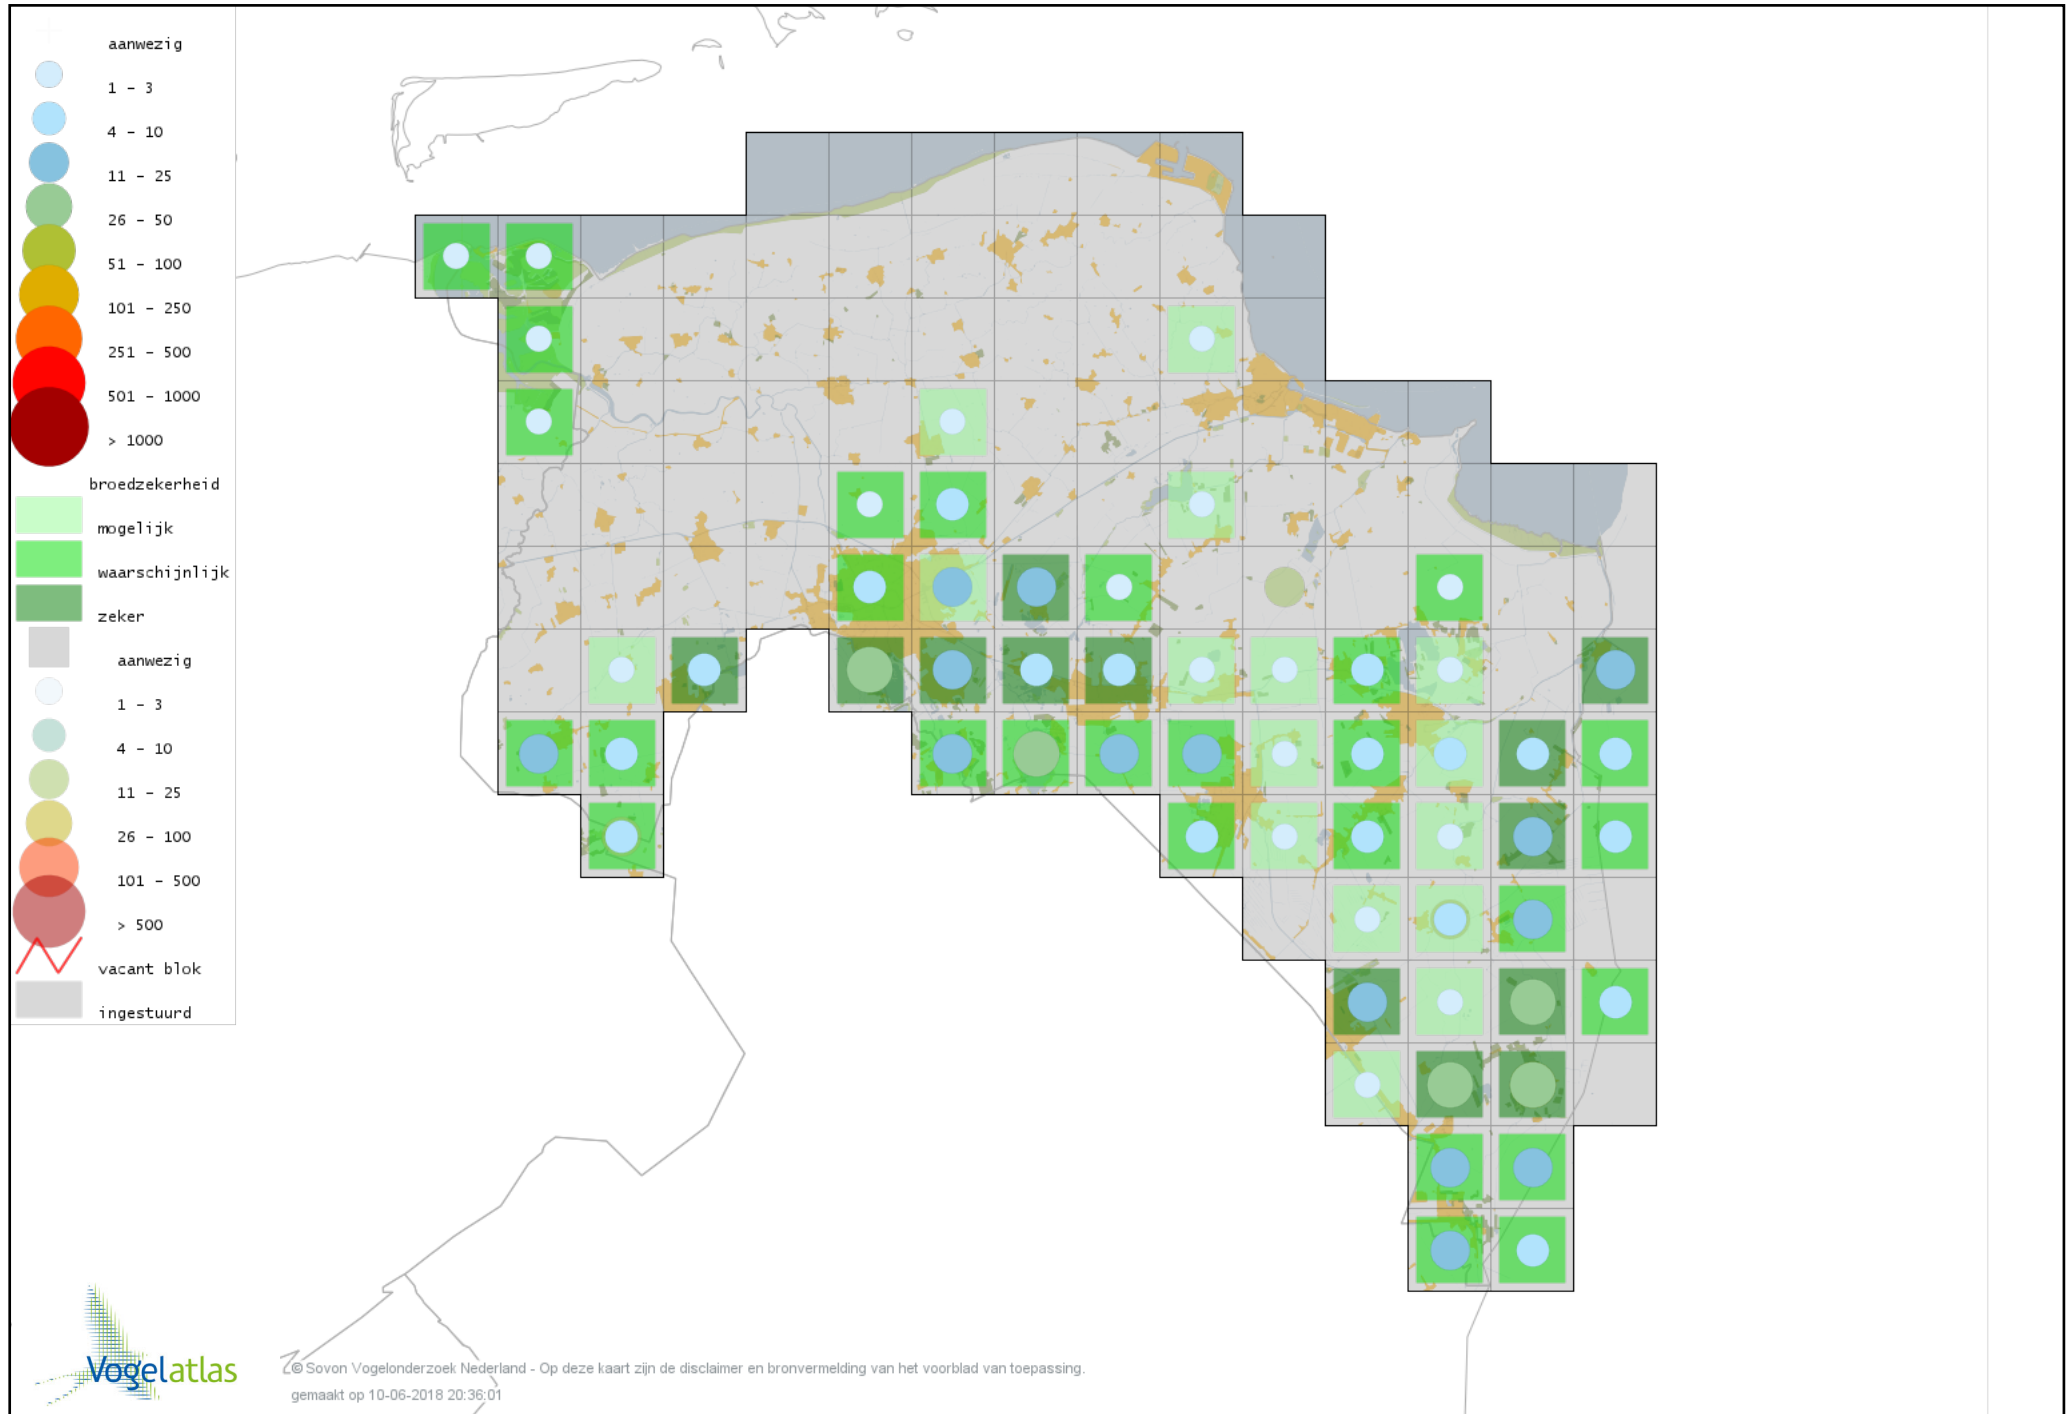 aanwezig
1 - 3
4 - 10
11 - 25
26 - 50
51 - 100
101 - 250
251 - 500
501 - 1000
> 1000
broedzekerheid
mogelijk
waarschijnlijk
zeker
aanwezig
1 - 3
4 - 10
11 - 25
26 - 100
101 - 500
> 500
vacant blok
ingestuurd
Vogelatlas
© Sovon Vogelonderzoek Nederland - Op deze kaart zijn de disclaimer en bronvermelding van het voorblad van toepassing.
gemaakt op 10-06-2018 20:36:01